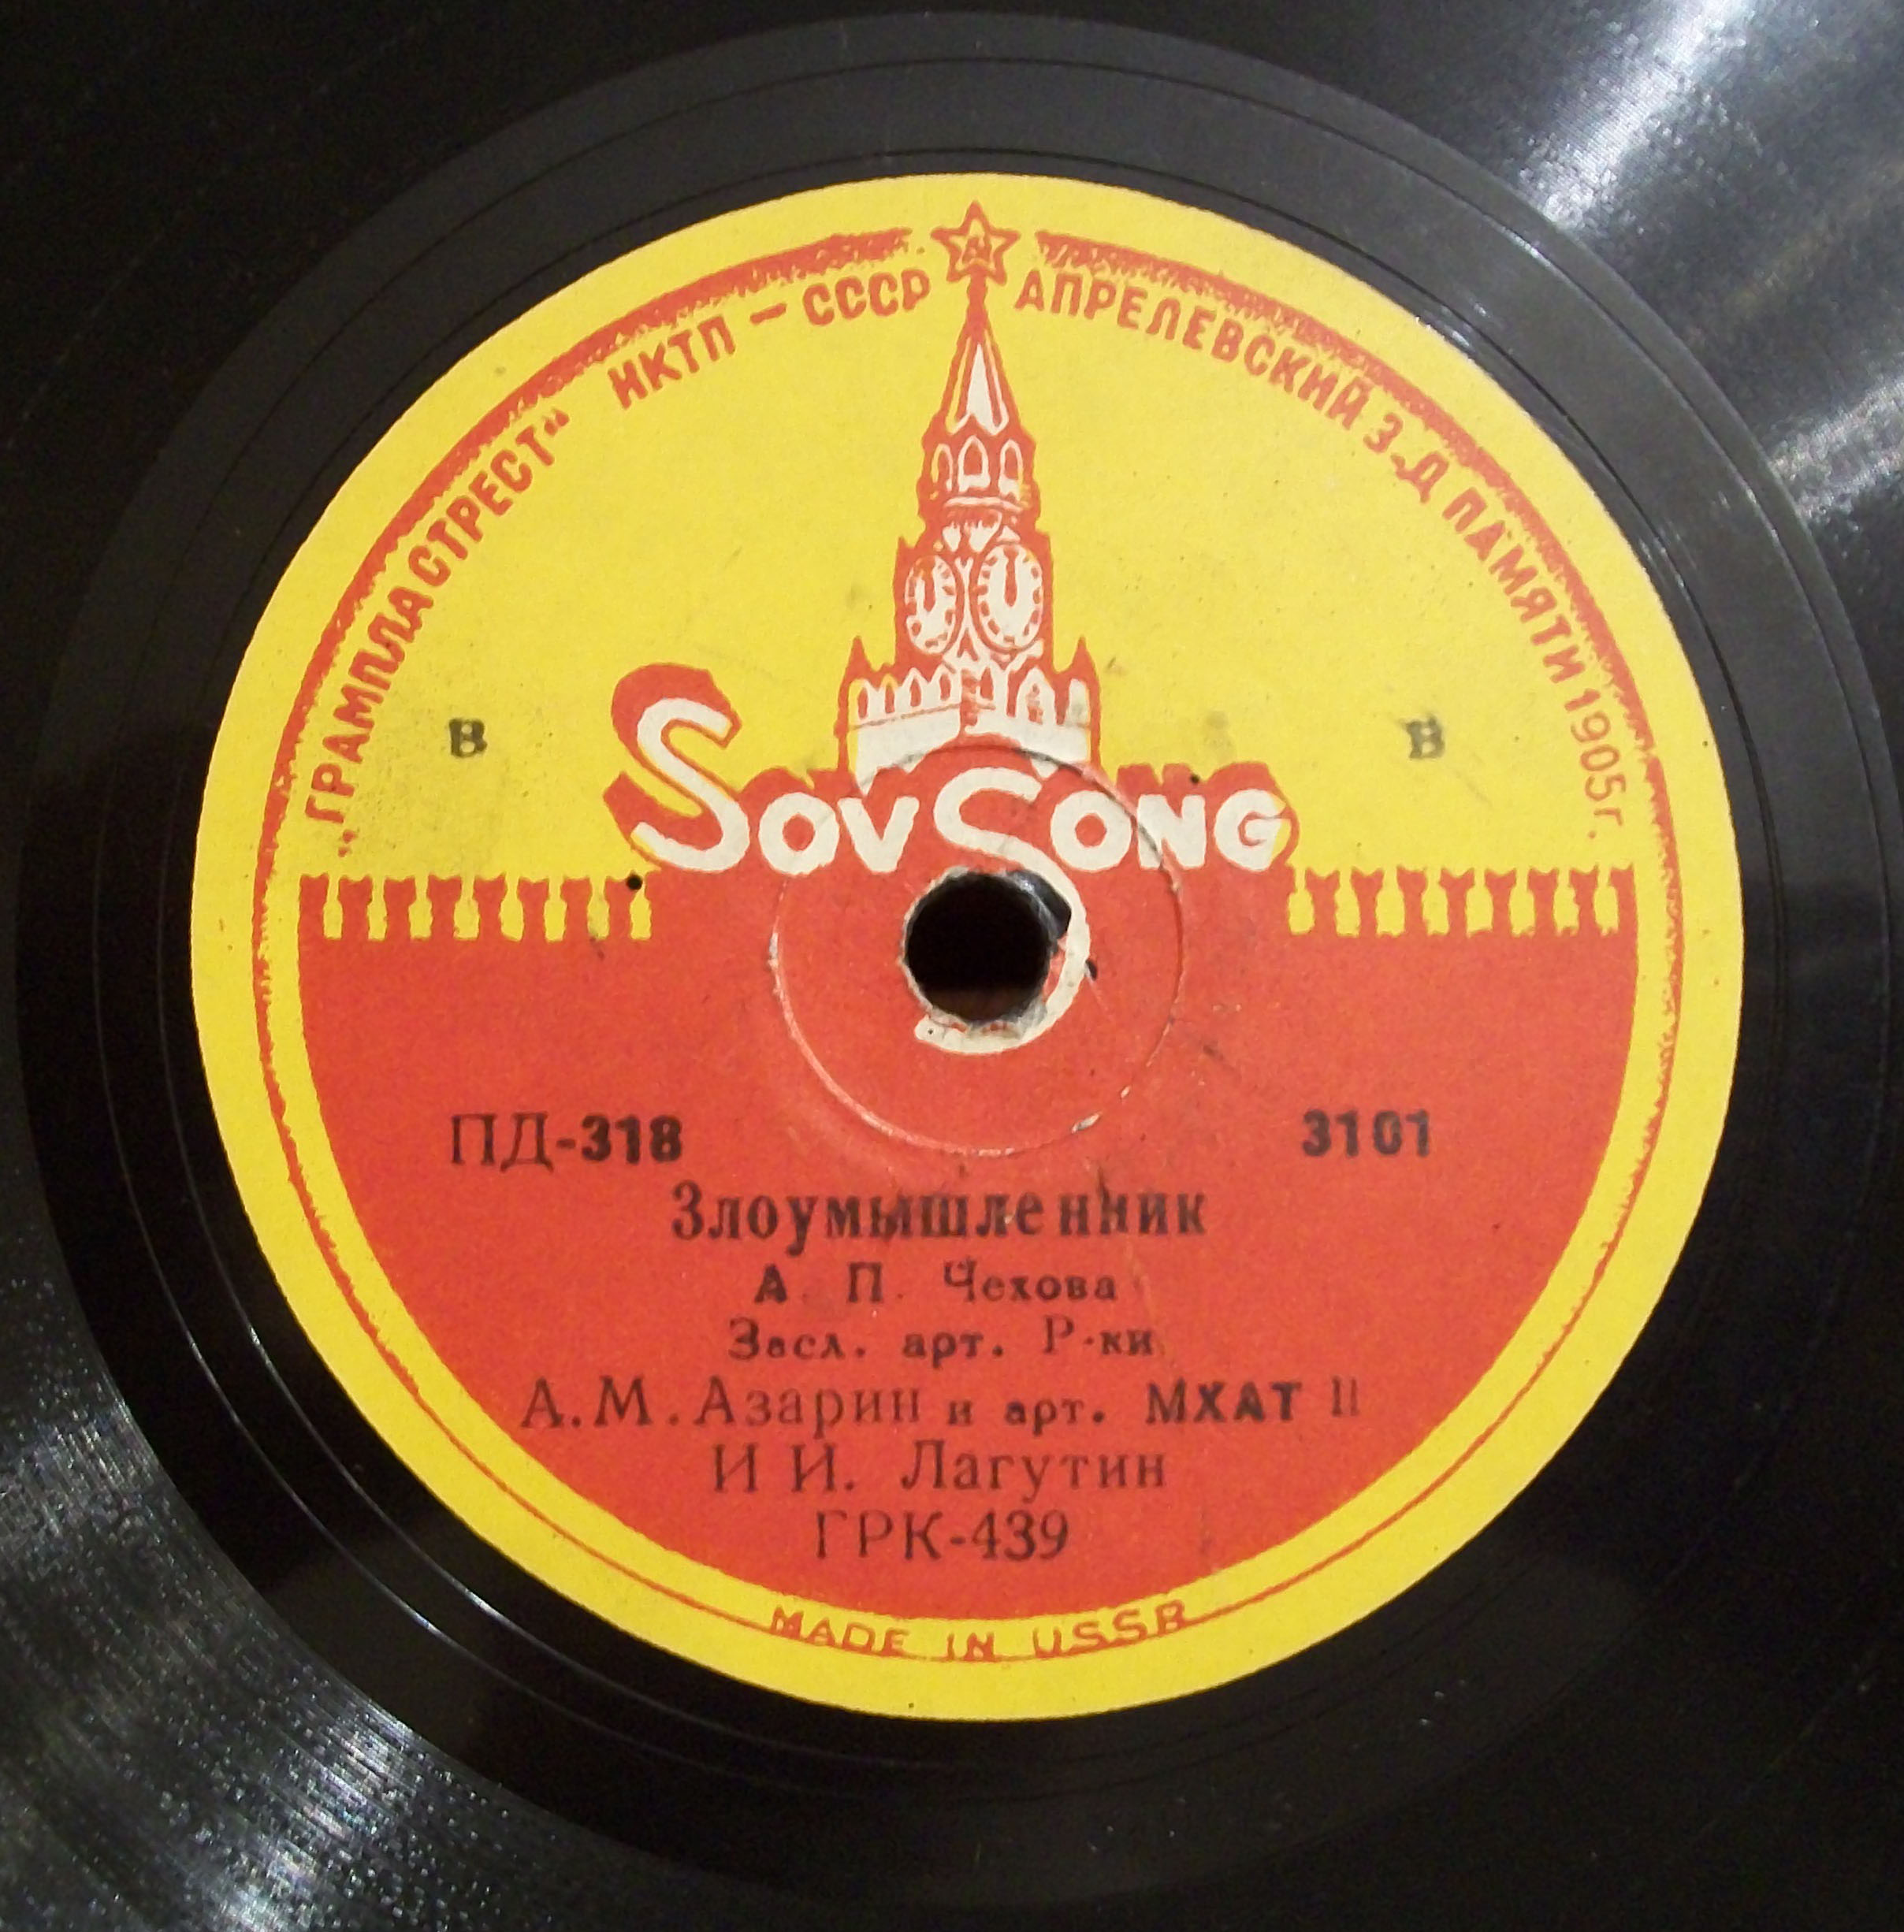 „ГРАМПЛАСТРЕСТ“ НКТП – СССР
АПРЕЛЕВСКИЙ З-Д ПАМЯТИ 1905г.
В В
SOVSONG
ПД-318 3101
Злоумышленник
А. П. Чехова
Засл. арт. Р-ки
А.М. Азарин и арт. МХАТ II
И И. Лагутин
ГРК-439
MADE IN USSR